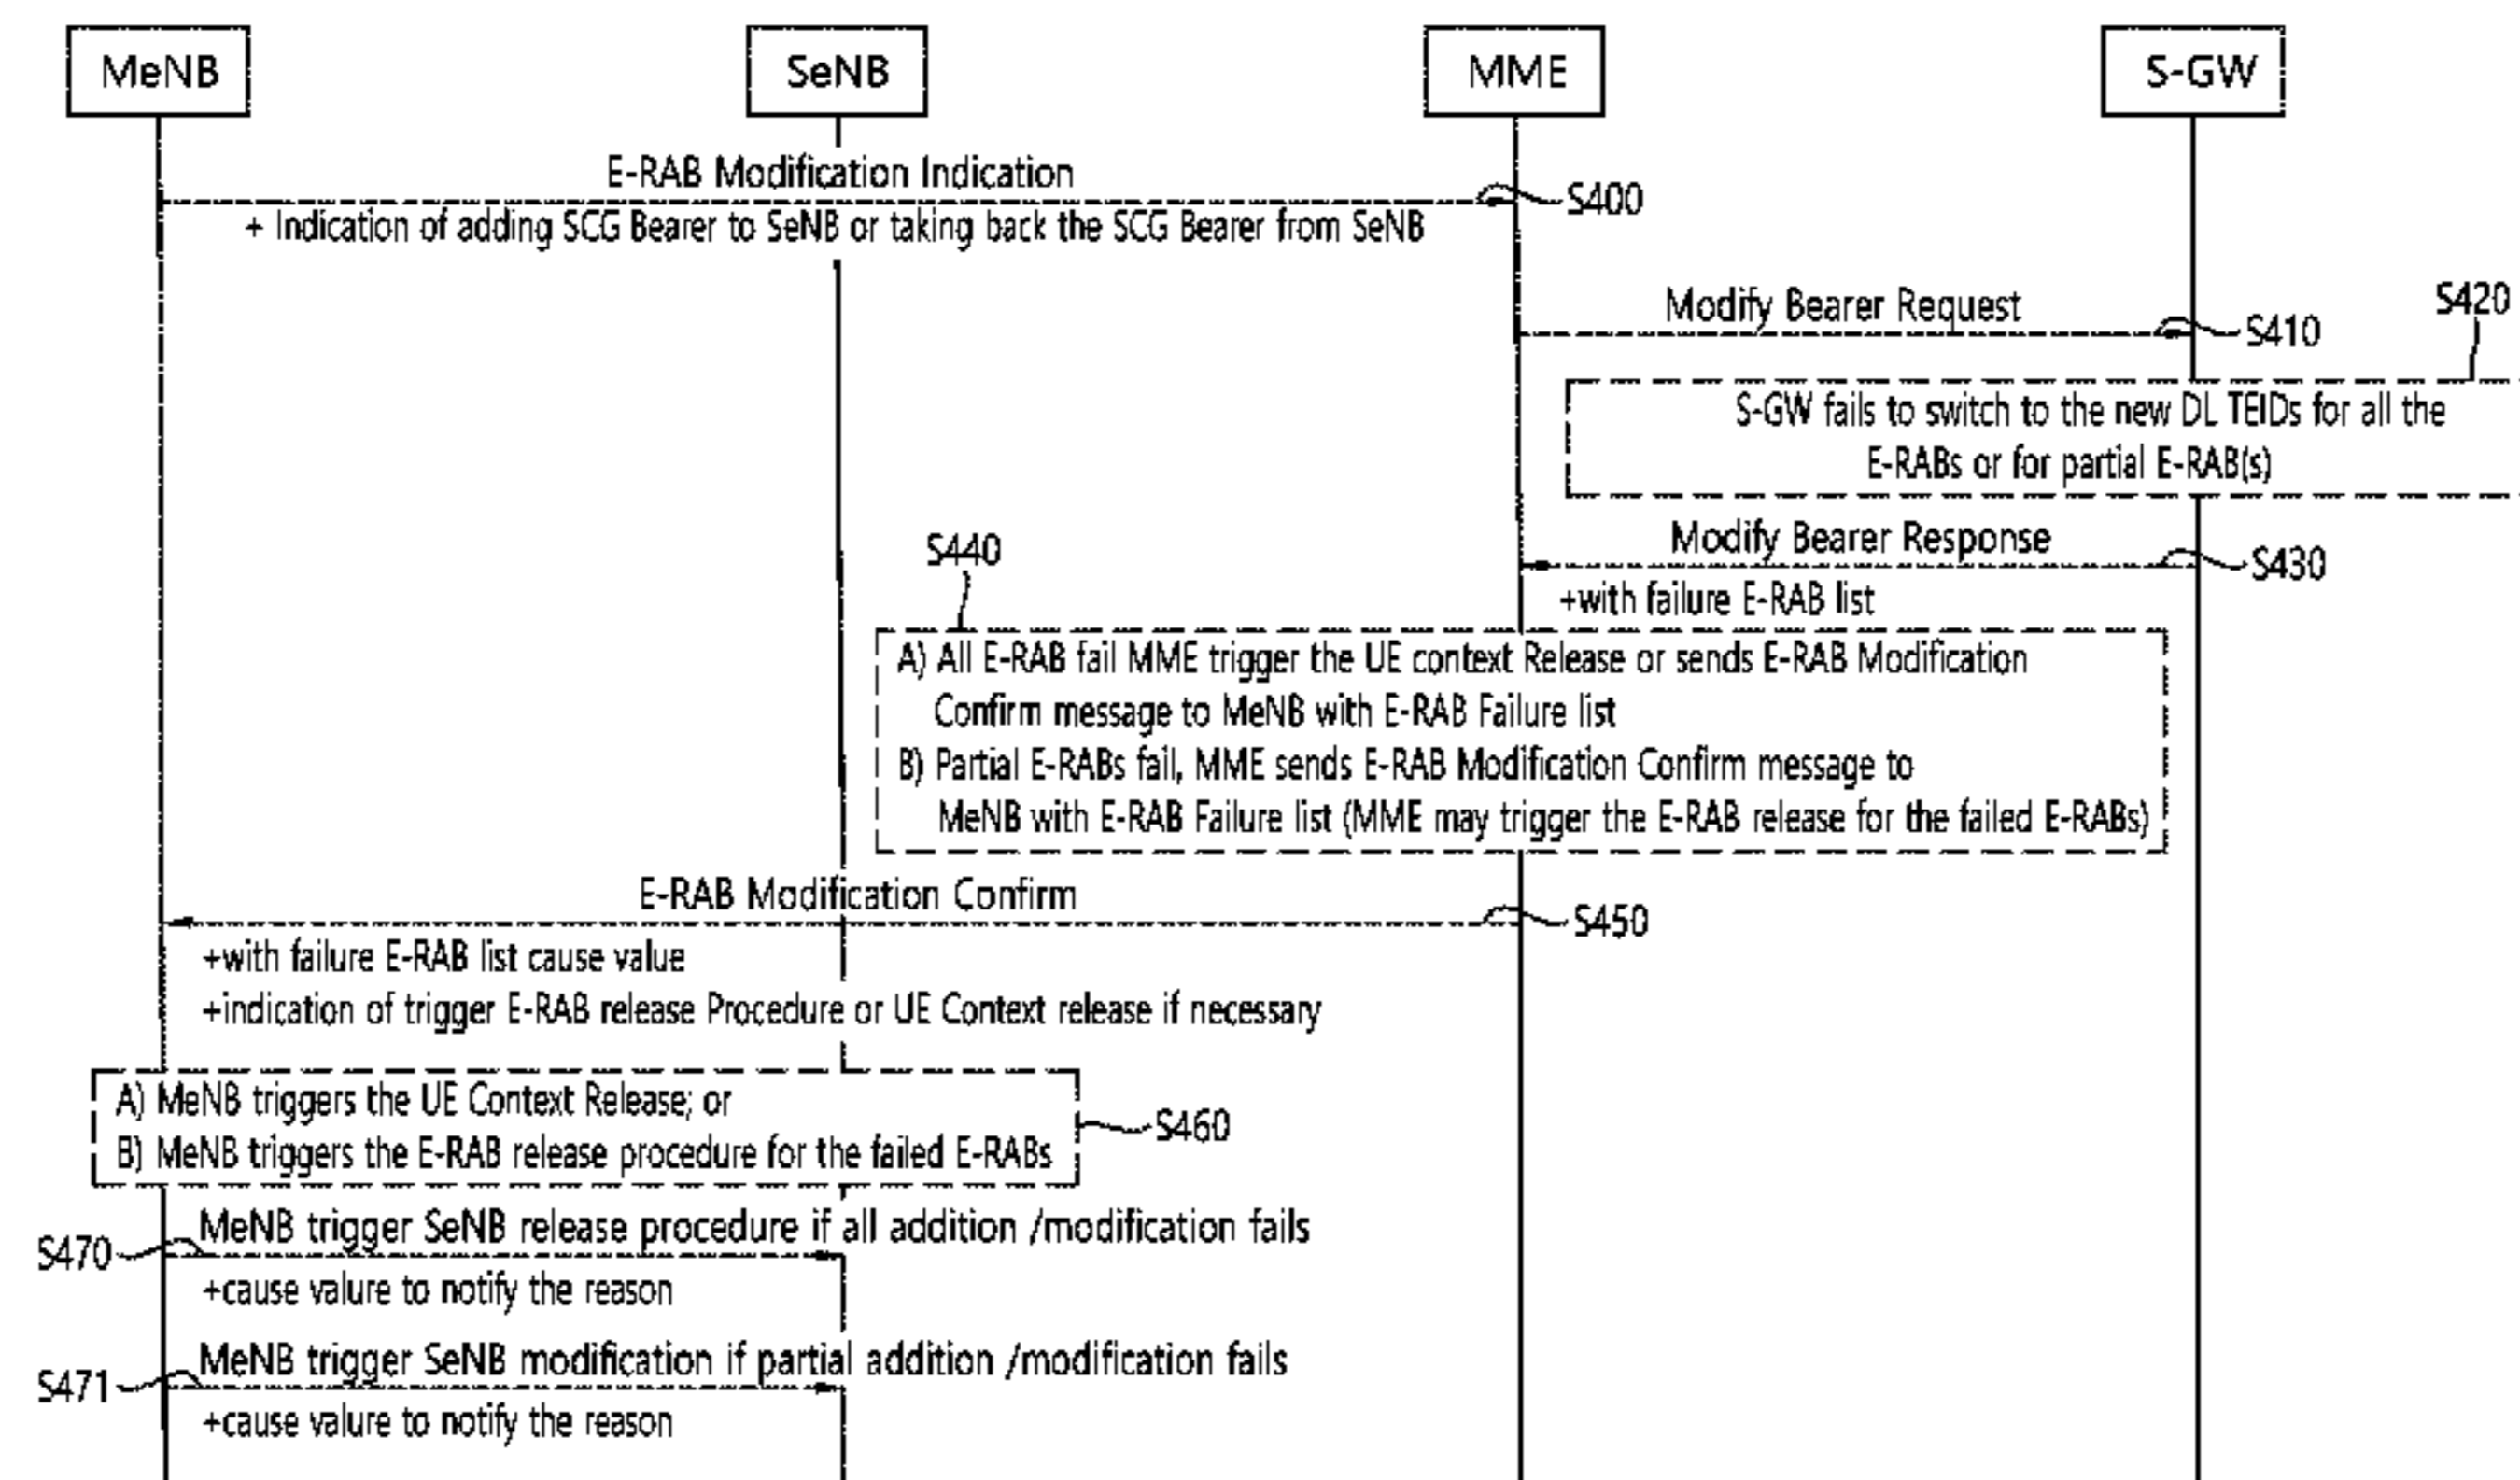 MeNB
SeNB
MME
S-GW
E-RAB Modification Indication
S400
+ Indication of adding SCG Bearer to SeNB or taking back the SCG Bearer from SeNB
Modify Bearer Request
S410
S420
S-GW fails to switch to the new DL TEIDs for all the
E-RABs or for partial E-RAB(s)
Modify Bearer Response
S430
+with failure E-RAB list
S440
A) All E-RAB fail MME trigger the UE context Release or sends E-RAB Modification
Confirm message to MeNB with E-RAB Failure list
B) Partial E-RABs fail, MME sends E-RAB Modification Confirm message to
MeNB with E-RAB Failure list (MME may trigger the E-RAB release for the failed E-RABs)
E-RAB Modification Confirm
S450
+with failure E-RAB list cause value
+indication of trigger E-RAB release Procedure or UE Context release if necessary
A) MeNB triggers the UE Context Release; or
B) MeNB triggers the E-RAB release procedure for the failed E-RABs
S460
MeNB trigger SeNB release procedure if all addition /modification fails
S470
+cause valure to notify the reason
MeNB trigger SeNB modification if partial addition /modification fails
S471
+cause valure to notify the reason